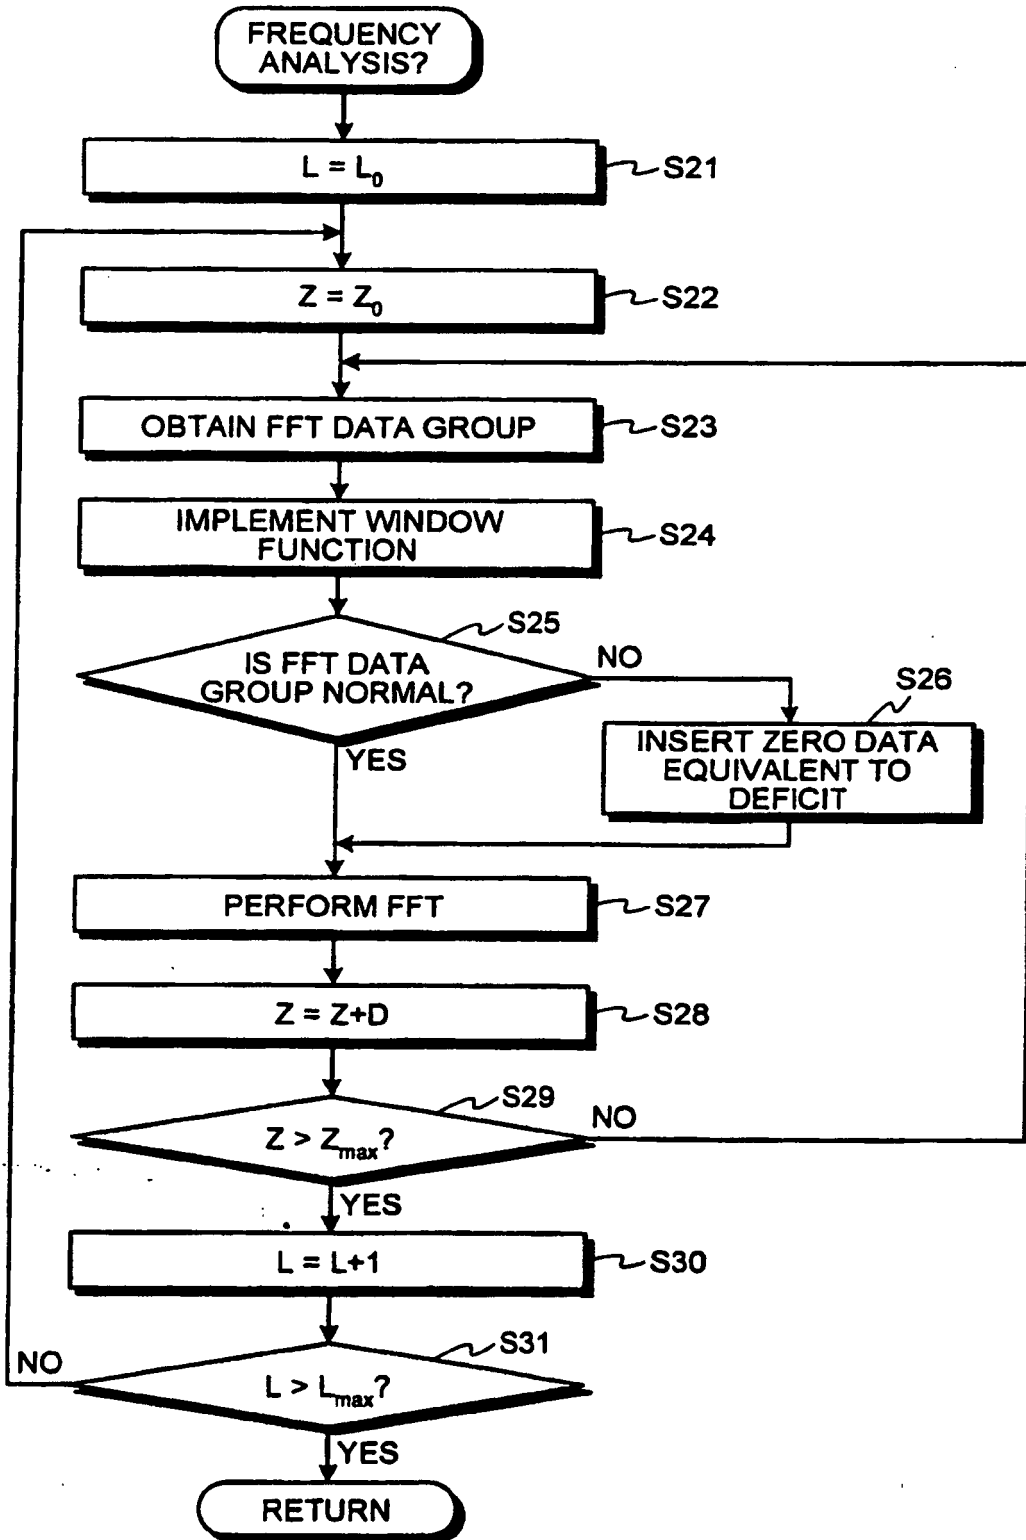 FREQUENCY
ANALYSIS?
L = L₀
S21
Z = Z₀
S22
OBTAIN FFT DATA GROUP
S23
IMPLEMENT WINDOW
FUNCTION
S24
S25
IS FFT DATA
GROUP NORMAL?
NO
S26
YES
INSERT ZERO DATA
EQUIVALENT TO
DEFICIT
PERFORM FFT
S27
Z = Z+D
S28
S29
Z > Zmax?
NO
YES
L = L+1
S30
S31
NO
L > Lmax?
YES
RETURN